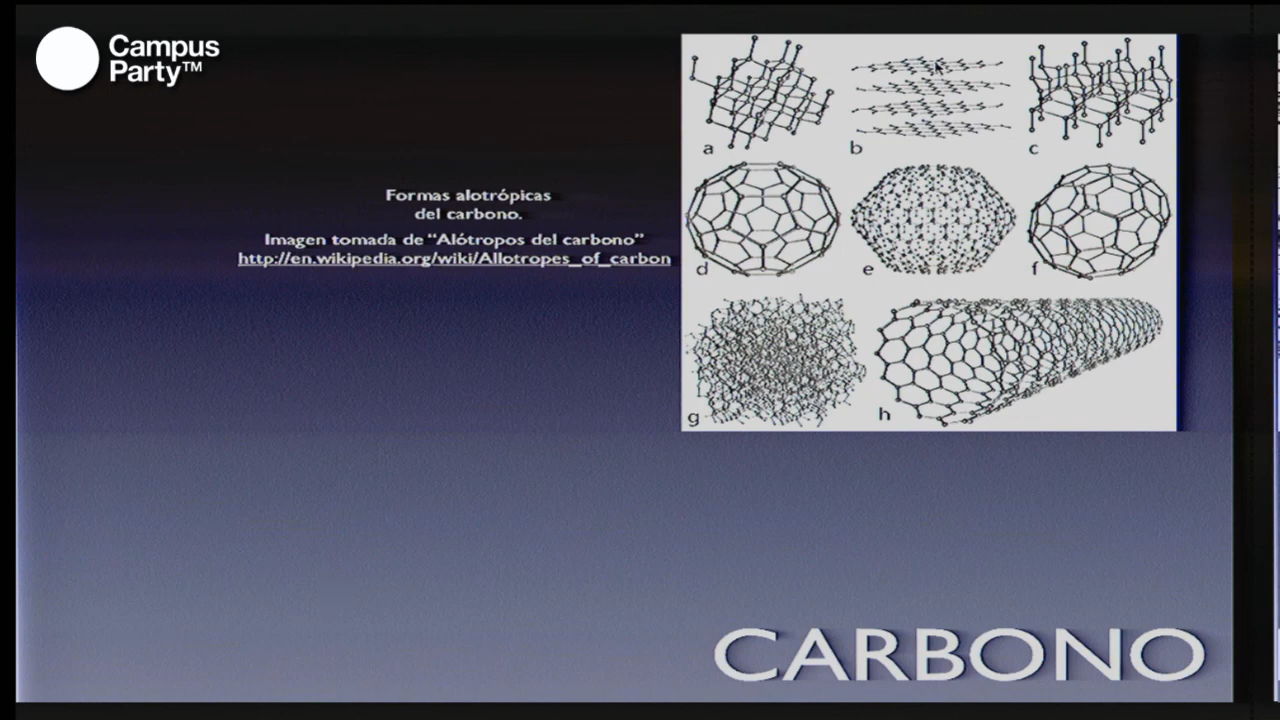 Campus
Party™
Formas alotrópicas
del carbono.
Imagen tomada de “Alótropos del carbono”
http://en.wikipedia.org/wiki/Allotropes_of_carbon
a
b
c
d
e
f
g
h
CARBONO